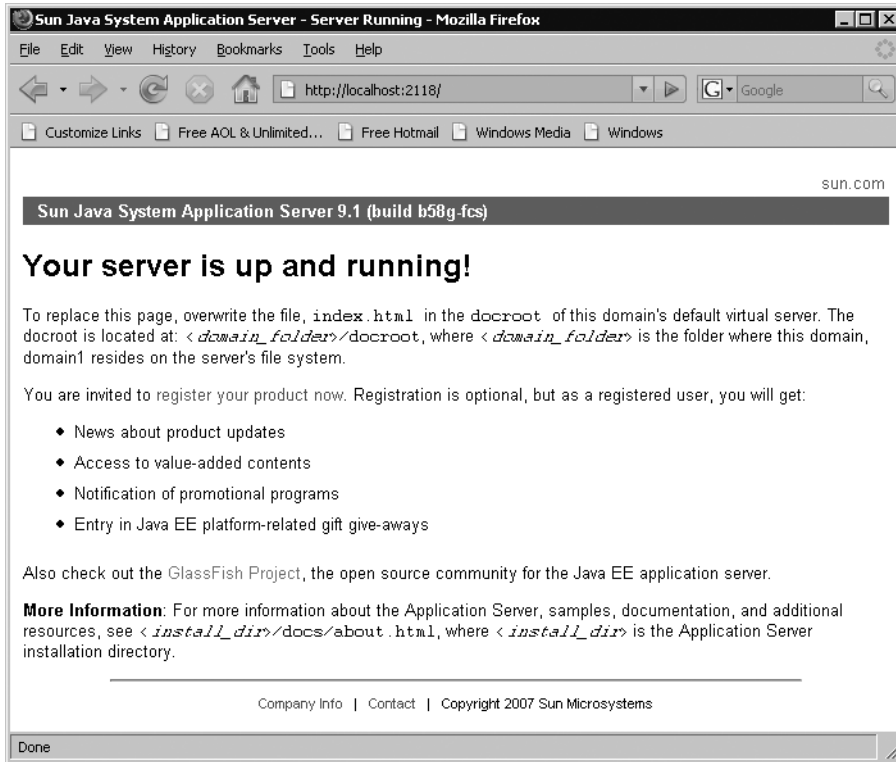 Sun Java System Application Server - Server Running - Mozilla Firefox
File Edit View History Bookmarks Tools Help
http://localhost:2118/ G Google
Customize Links Free AOL & Unlimited... Free Hotmail Windows Media Windows
sun.com
Sun Java System Application Server 9.1 (build b58g-fcs)
Your server is up and running!
To replace this page, overwrite the file, index.html in the docroot of this domain's default virtual server. The
docroot is located at: <domain_folder>/docroot, where <domain_folder> is the folder where this domain,
domain1 resides on the server's file system.
You are invited to register your product now. Registration is optional, but as a registered user, you will get:
• News about product updates
• Access to value-added contents
• Notification of promotional programs
• Entry in Java EE platform-related gift give-aways
Also check out the GlassFish Project, the open source community for the Java EE application server.
More Information: For more information about the Application Server, samples, documentation, and additional
resources, see <install_dir>/docs/about.html, where <install_dir> is the Application Server
installation directory.
Company Info | Contact | Copyright 2007 Sun Microsystems
Done